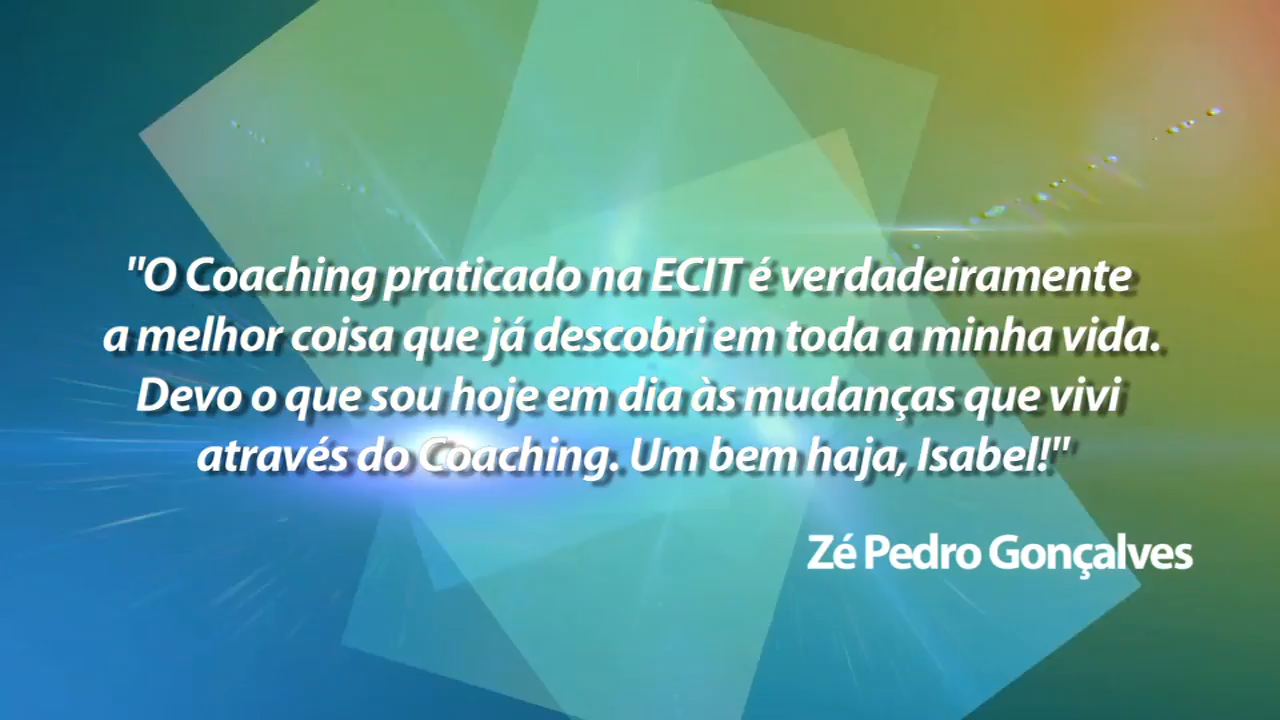 "O Coaching praticado na ECIT é verdadeiramente
a melhor coisa que já descobri em toda a minha vida.
Devo o que sou hoje em dia às mudanças que vivi
através do Coaching. Um bem haja, Isabel!"
Zé Pedro Gonçalves